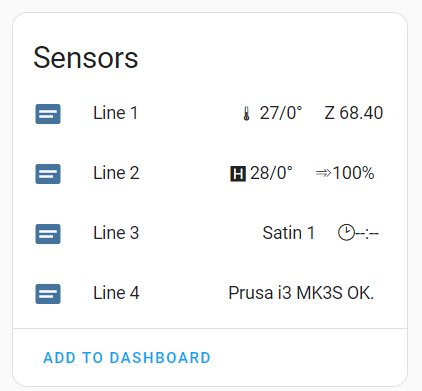 Sensors
Line 1 🌡 27/0° Z 68.40
Line 2 🅷 28/0° ⇒100%
Line 3 Satin 1 🕑--:--
Line 4 Prusa i3 MK3S OK.
ADD TO DASHBOARD